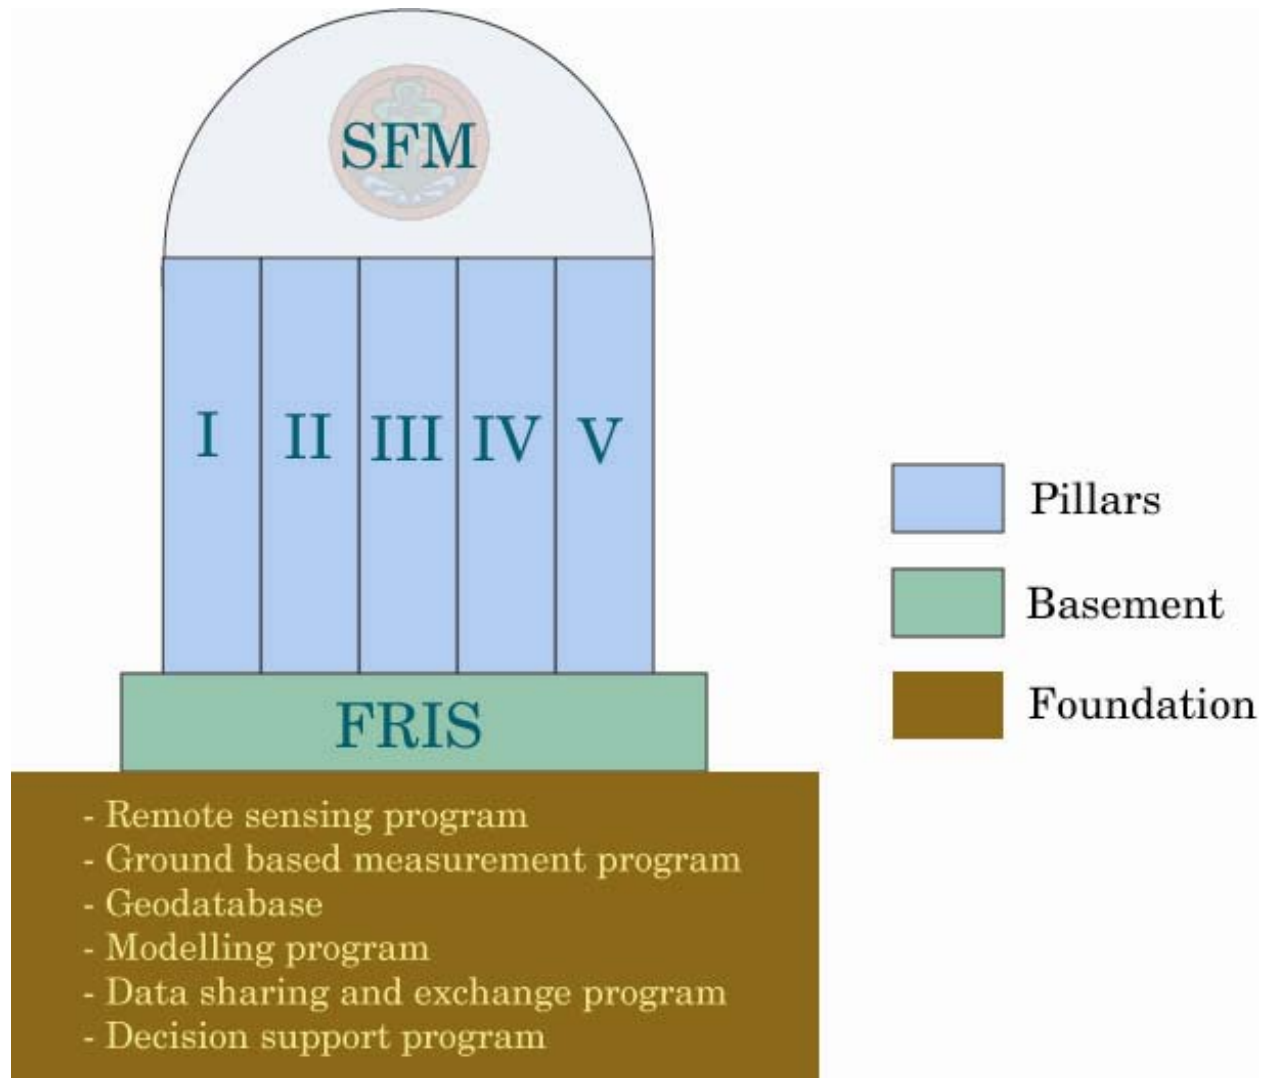 SFM
I II III IV V
Pillars
Basement
Foundation
FRIS
- Remote sensing program
- Ground based measurement program
- Geodatabase
- Modelling program
- Data sharing and exchange program
- Decision support program